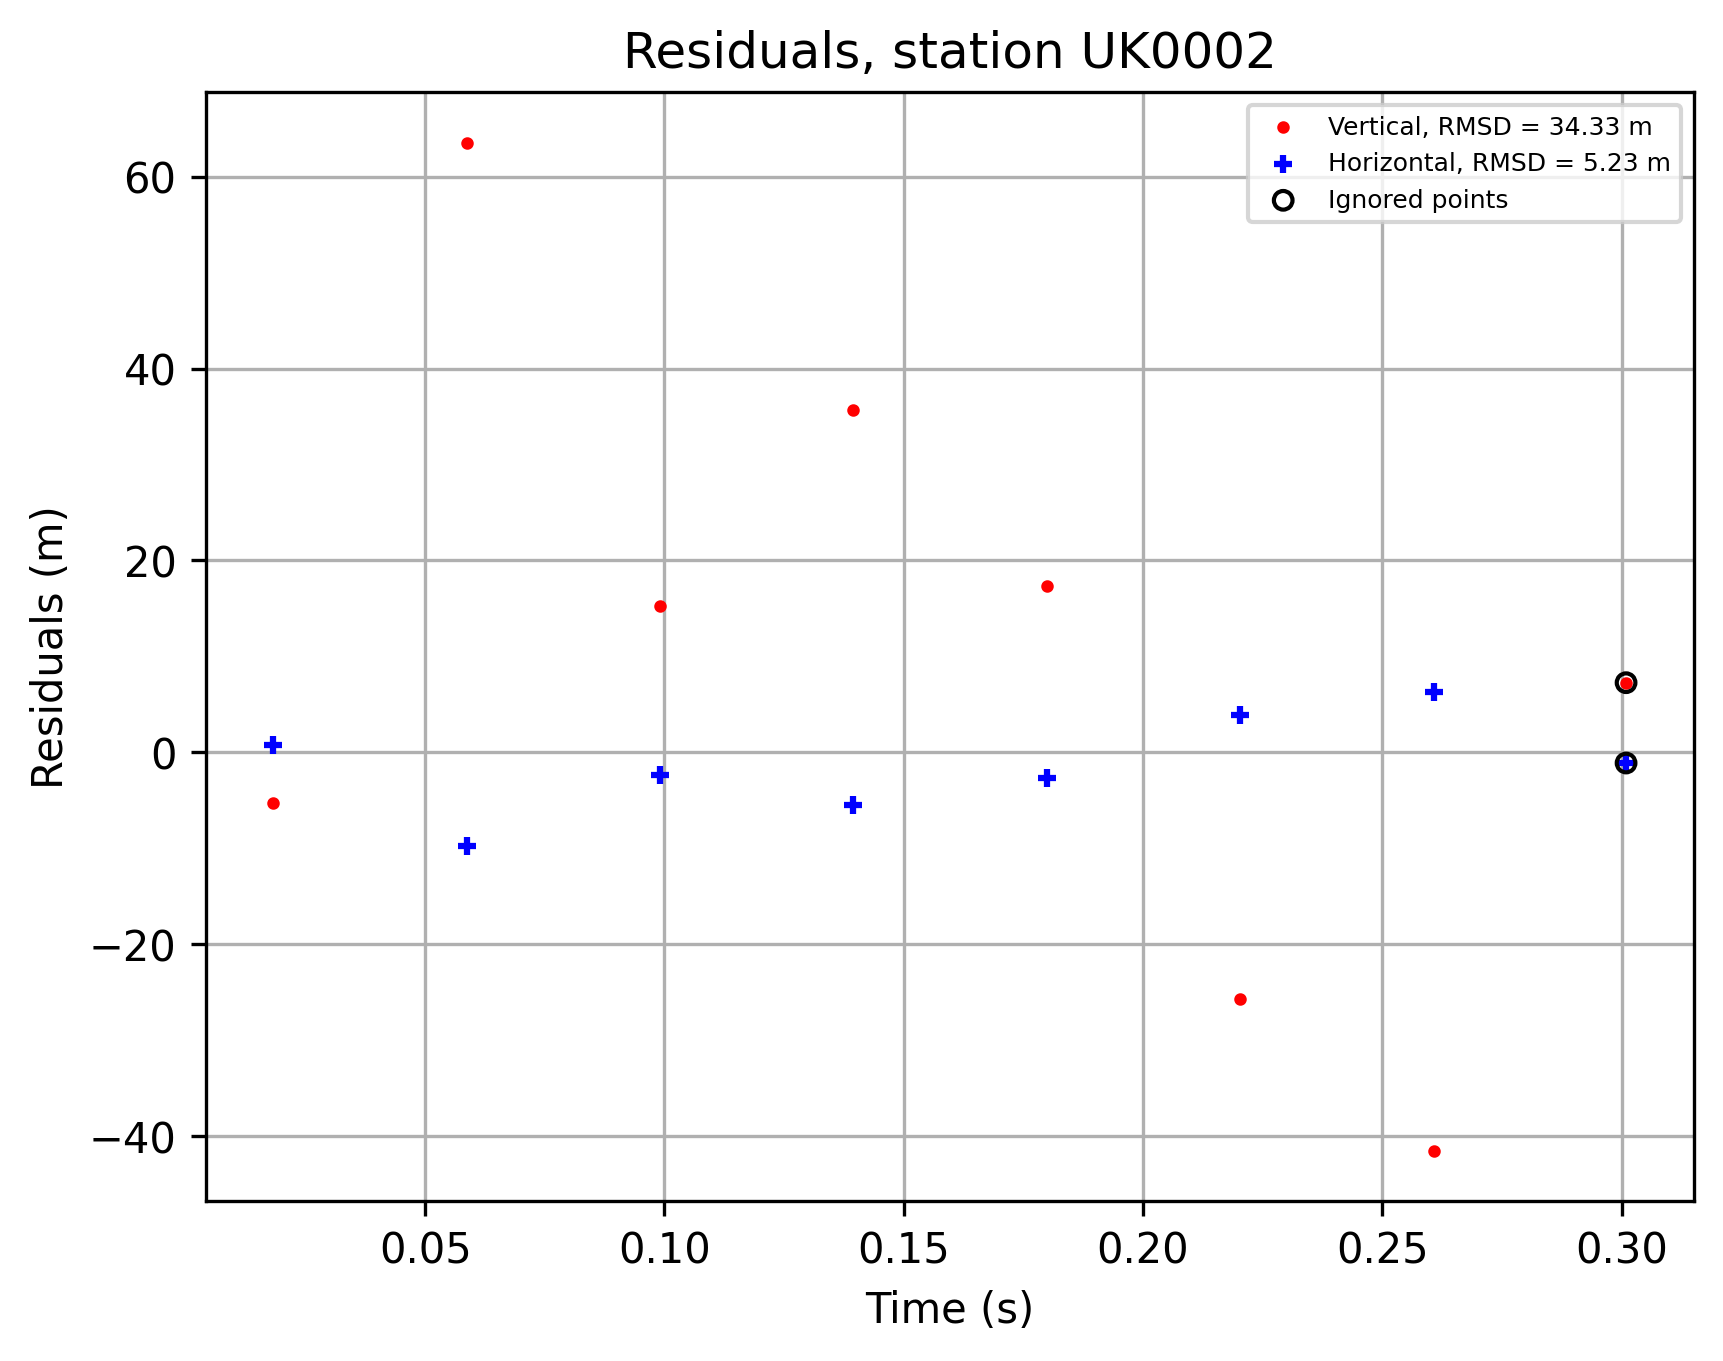 Residuals, station UK0002
Vertical, RMSD = 34.33 m
Horizontal, RMSD = 5.23 m
Ignored points
60
40
20
0
−20
−40
Residuals (m)
0.05 0.10 0.15 0.20 0.25 0.30
Time (s)